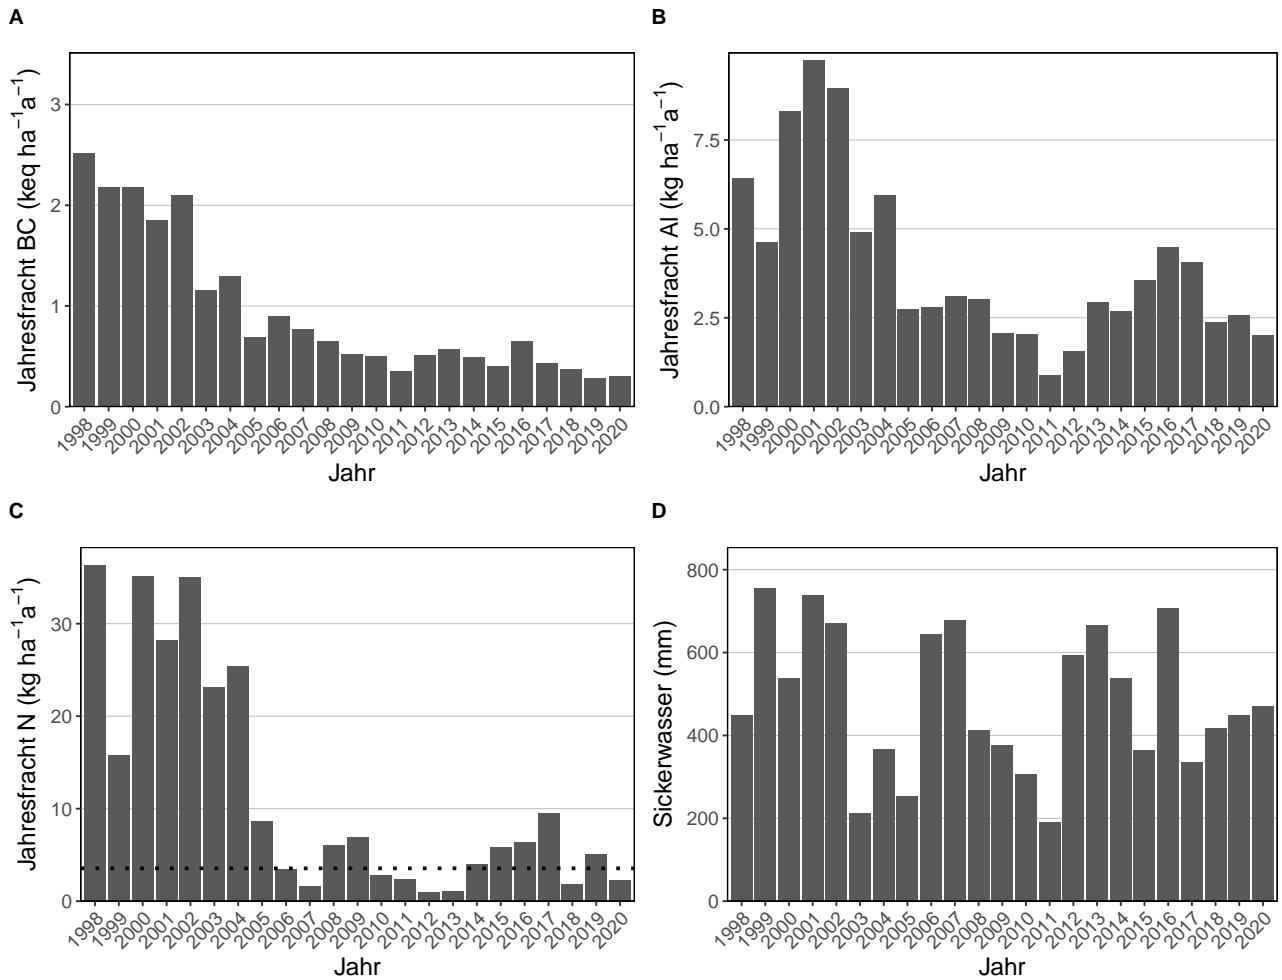 A
Jahresfracht BC (keq ha⁻¹a⁻¹)
3
2
1
0
1998 1999 2000 2001 2002 2003 2004 2005 2006 2007 2008 2009 2010 2011 2012 2013 2014 2015 2016 2017 2018 2019 2020
Jahr
B
Jahresfracht Al (kg ha⁻¹a⁻¹)
7.5
5.0
2.5
0.0
1998 1999 2000 2001 2002 2003 2004 2005 2006 2007 2008 2009 2010 2011 2012 2013 2014 2015 2016 2017 2018 2019 2020
Jahr
C
Jahresfracht N (kg ha⁻¹a⁻¹)
30
20
10
0
1998 1999 2000 2001 2002 2003 2004 2005 2006 2007 2008 2009 2010 2011 2012 2013 2014 2015 2016 2017 2018 2019 2020
Jahr
D
Sickerwasser (mm)
800
600
400
200
0
1998 1999 2000 2001 2002 2003 2004 2005 2006 2007 2008 2009 2010 2011 2012 2013 2014 2015 2016 2017 2018 2019 2020
Jahr